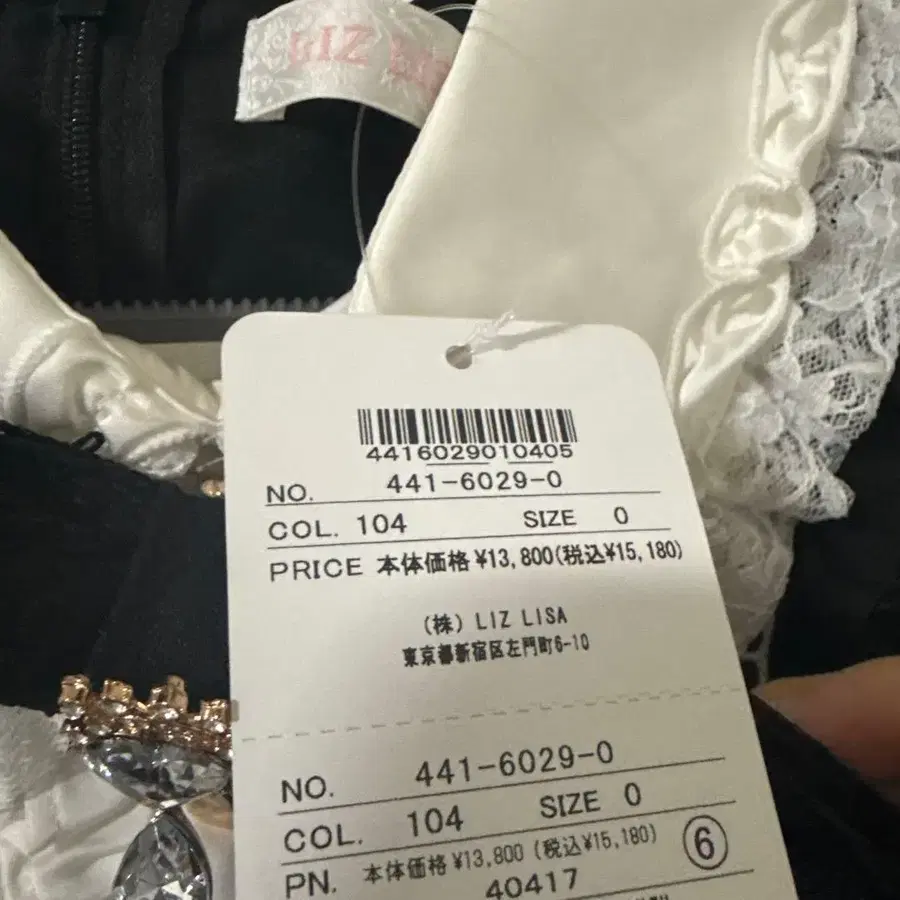 LIZ
4416029010405
NO. 441-6029-0
COL. 104 SIZE 0
PRICE 本体価格 ¥13,800(税込¥15,180)
(株) LIZ LISA
東京都新宿区左門町6-10
NO. 441-6029-0
COL. 104 SIZE 0
PN. 本体価格 ¥13,800 (税込¥15,180) ⑥
40417